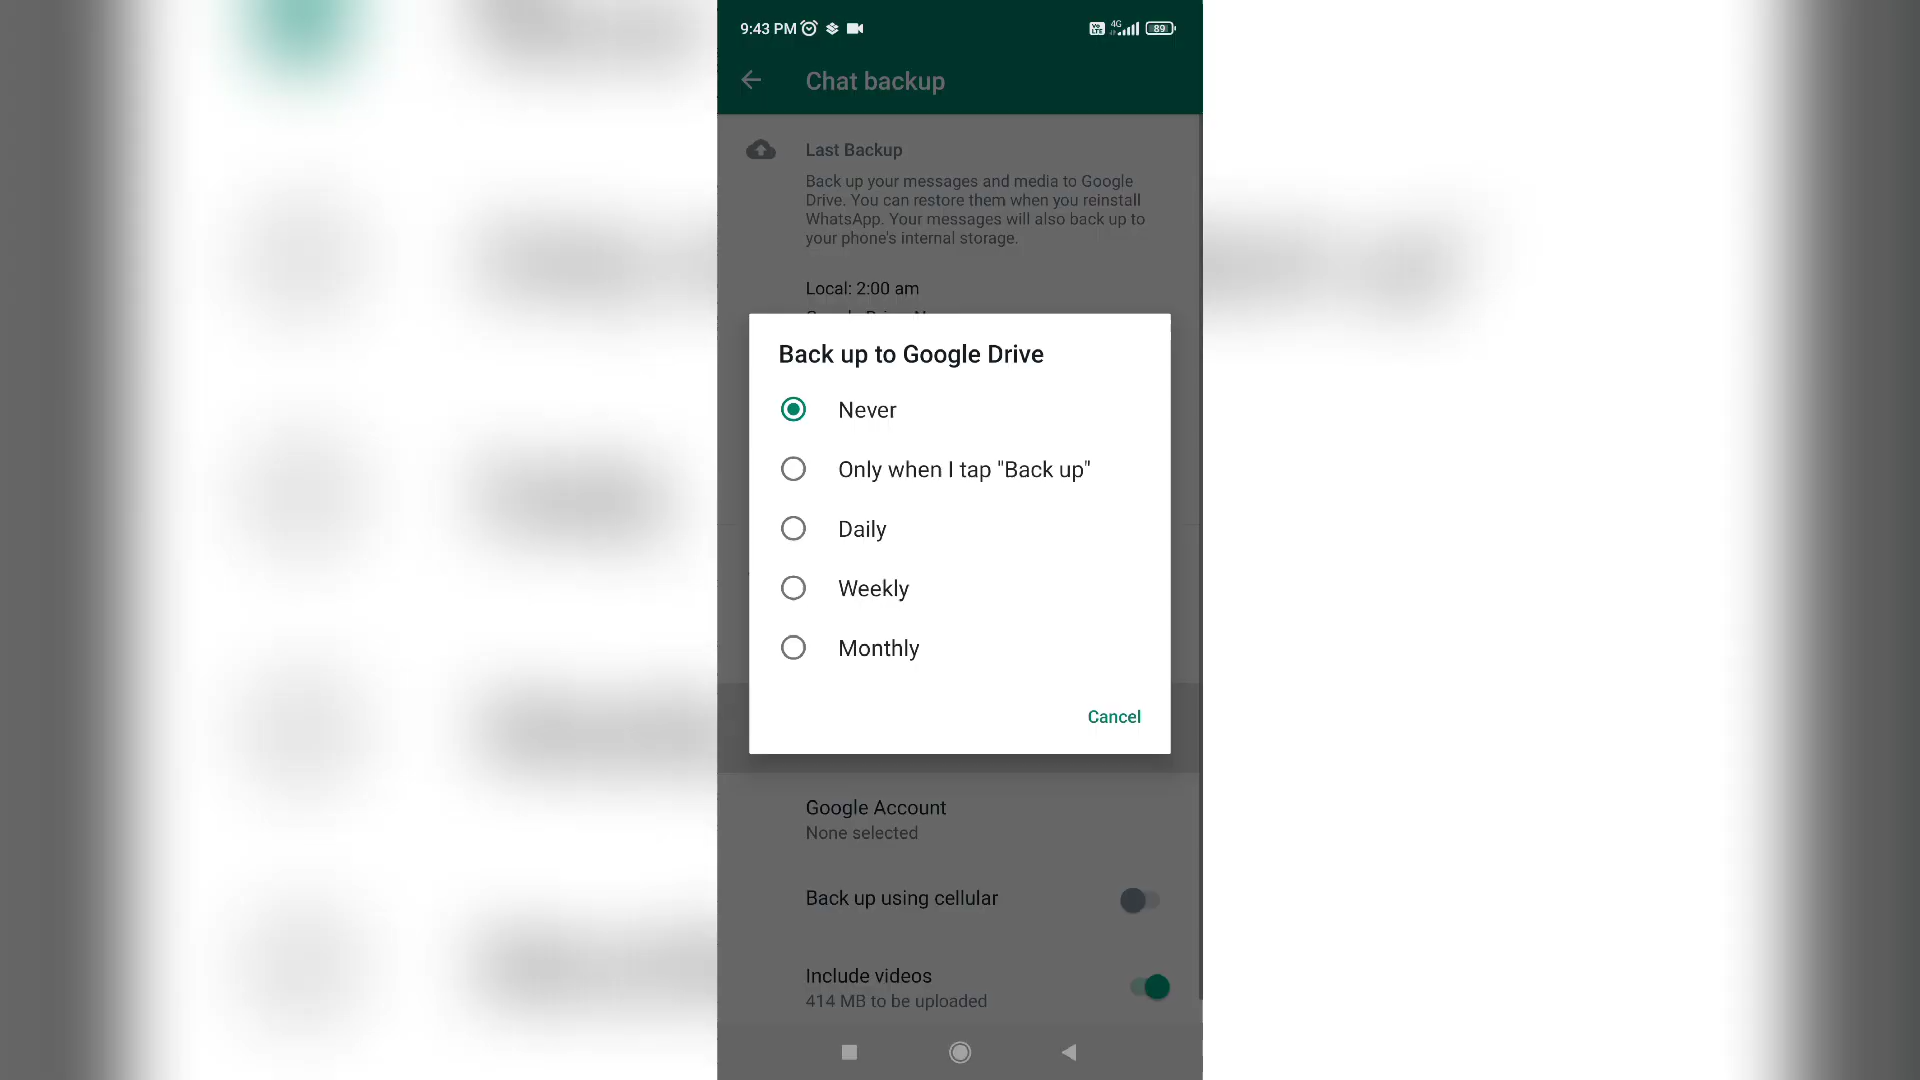 9:43 PM
4G
89
Chat backup
Last Backup
Back up your messages and media to Google
Drive. You can restore them when you reinstall
WhatsApp. Your messages will also back up to
your phone's internal storage.
Local: 2:00 am
Back up to Google Drive
Never
Only when I tap "Back up"
Daily
Weekly
Monthly
Cancel
Google Account
None selected
Back up using cellular
Include videos
414 MB to be uploaded